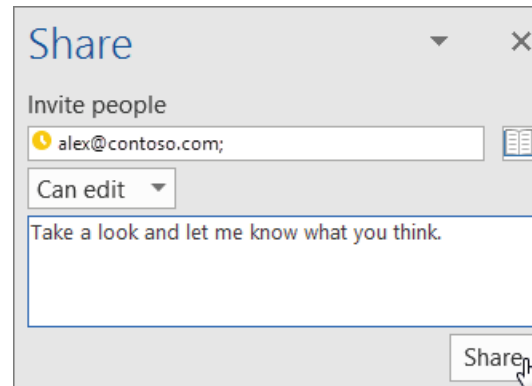 Share
Invite people
alex@contoso.com;
Can edit
Take a look and let me know what you think.
Share